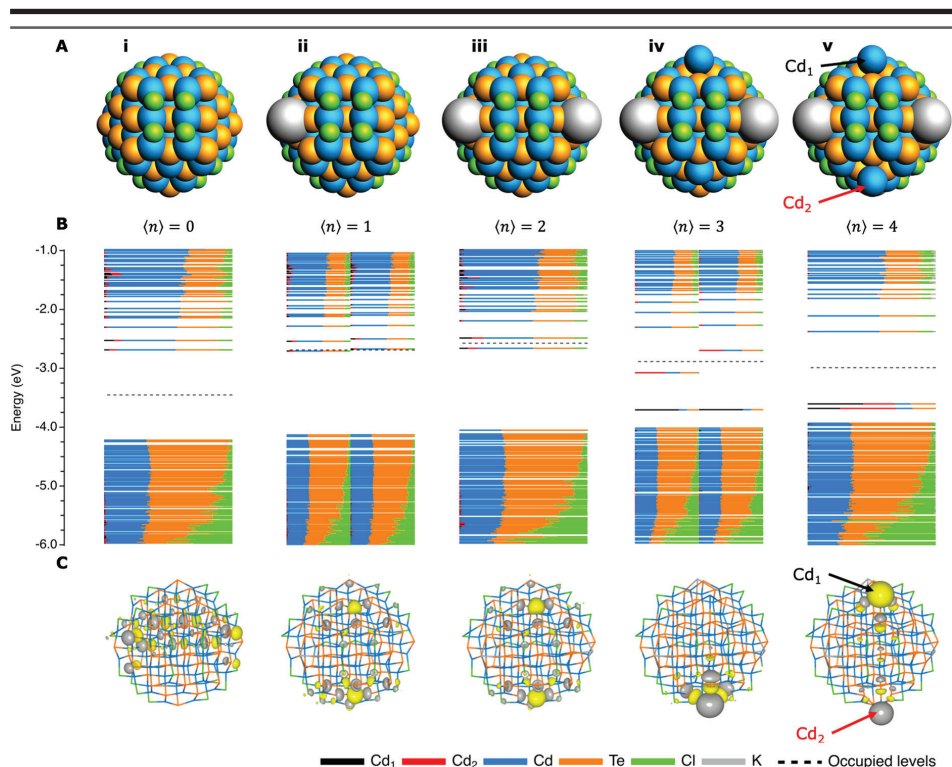 A i ii iii iv v
Cd₁
Cd₂
B ⟨n⟩ = 0 ⟨n⟩ = 1 ⟨n⟩ = 2 ⟨n⟩ = 3 ⟨n⟩ = 4
-1.0
-2.0
-3.0
-4.0
-5.0
-6.0
Energy (eV)
C
Cd₁
Cd₂
Cd₁ Cd₂ Cd Te Cl K Occupied levels